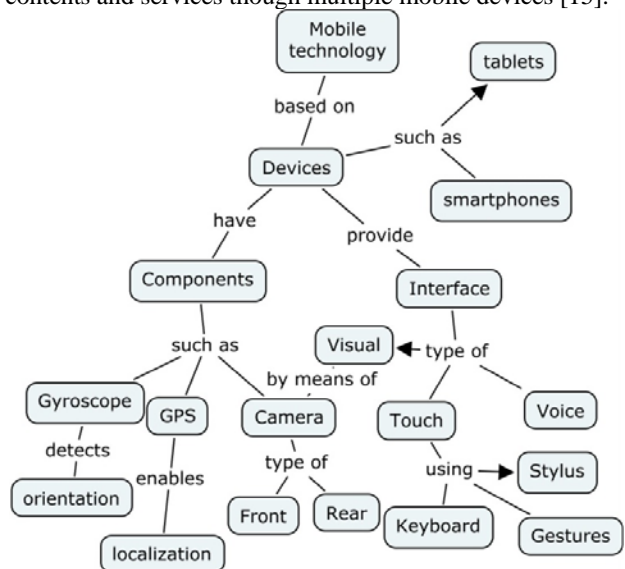 contents and services though multiple mobile devices [15].
Mobile
technology
tablets
based on
such as
Devices
smartphones
have
provide
Components
Interface
such as
Visual
type of
by means of
Gyroscope
GPS
Camera
Touch
Voice
detects
type of
using
Stylus
enables
orientation
Front
Rear
Keyboard
Gestures
localization